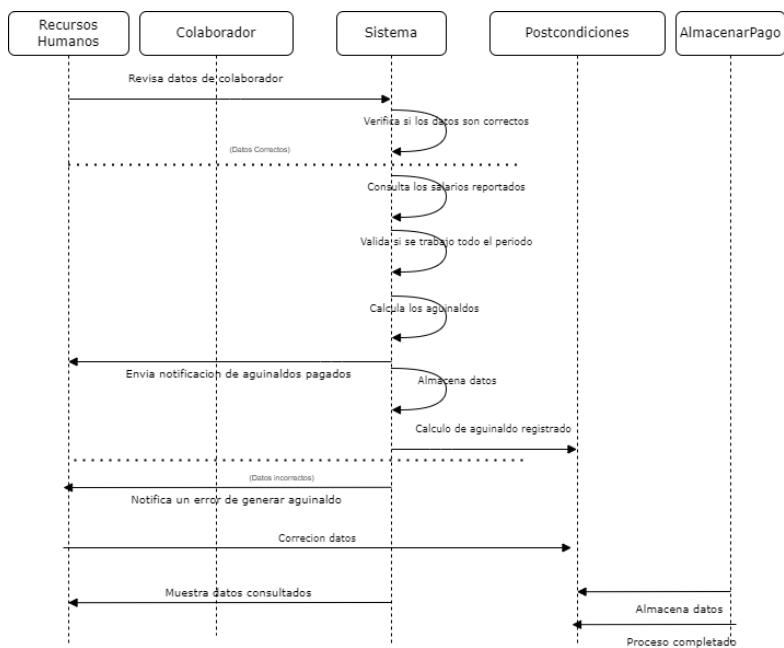 Recursos
Humanos
Colaborador
Sistema
Postcondiciones
AlmacenarPago
Revisa datos de colaborador
Verifica si los datos son correctos
(Datos Correctos)
Consulta los salarios reportados
Valida si se trabajo todo el periodo
Calcula los aguinaldos
Envia notificacion de aguinaldos pagados
Almacena datos
Calculo de aguinaldo registrado
(Datos incorrectos)
Notifica un error de generar aguinaldo
Correcion datos
Muestra datos consultados
Almacena datos
Proceso completado